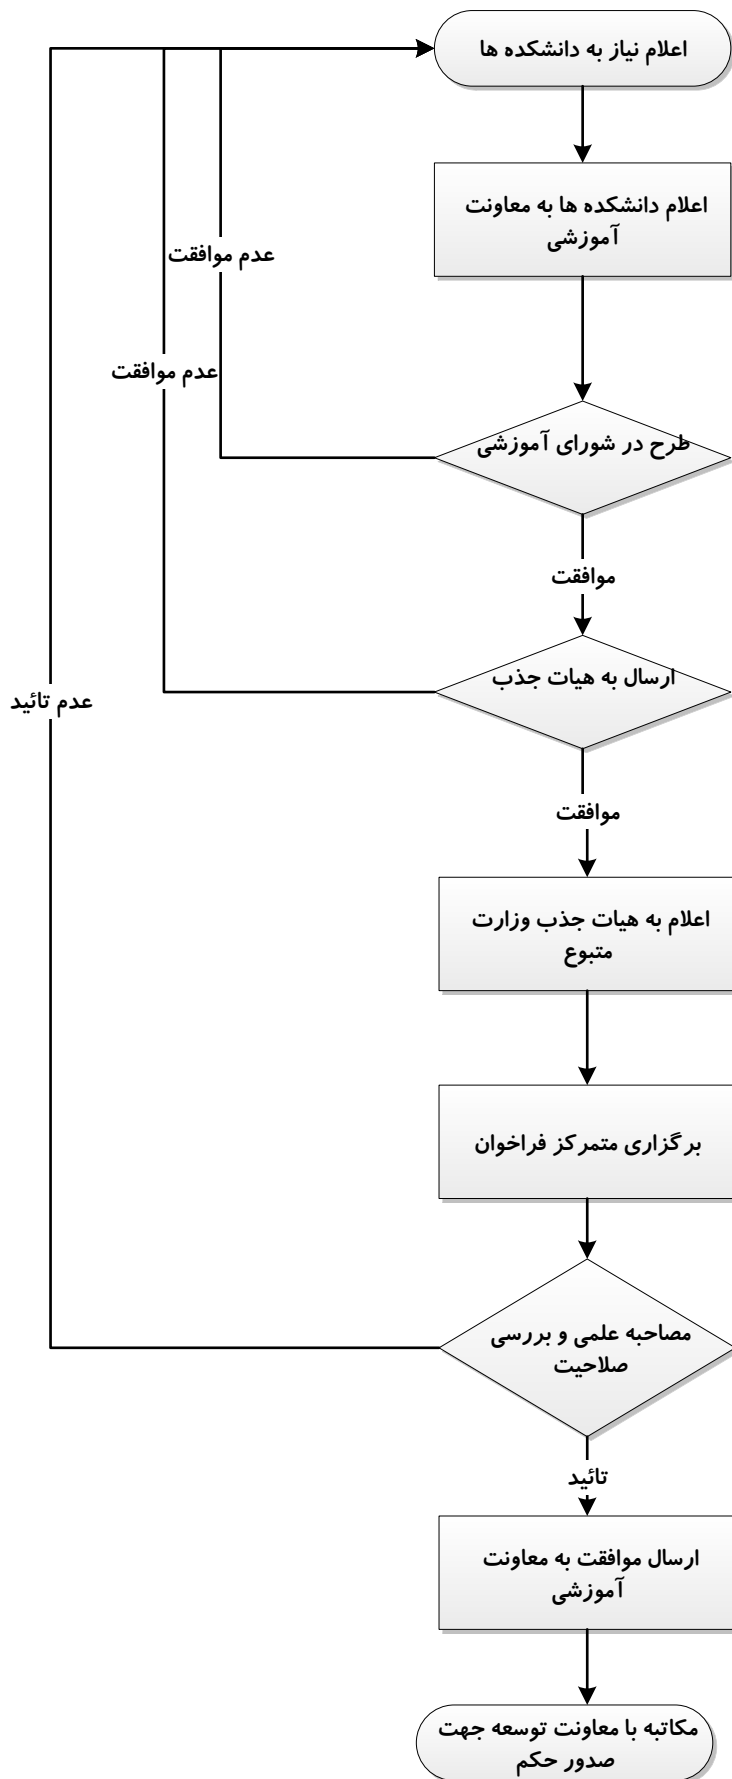 اعلام نیاز به دانشکده ها
اعلام دانشکده ها به معاونت
آموزشی
عدم موافقت
عدم موافقت
طرح در شورای آموزشی
موافقت
ارسال به هیات جذب
عدم تائید
موافقت
اعلام به هیات جذب وزارت
متبوع
برگزاری متمرکز فراخوان
مصاحبه علمی و بررسی
صلاحیت
تائید
ارسال موافقت به معاونت
آموزشی
مکاتبه با معاونت توسعه جهت
صدور حکم